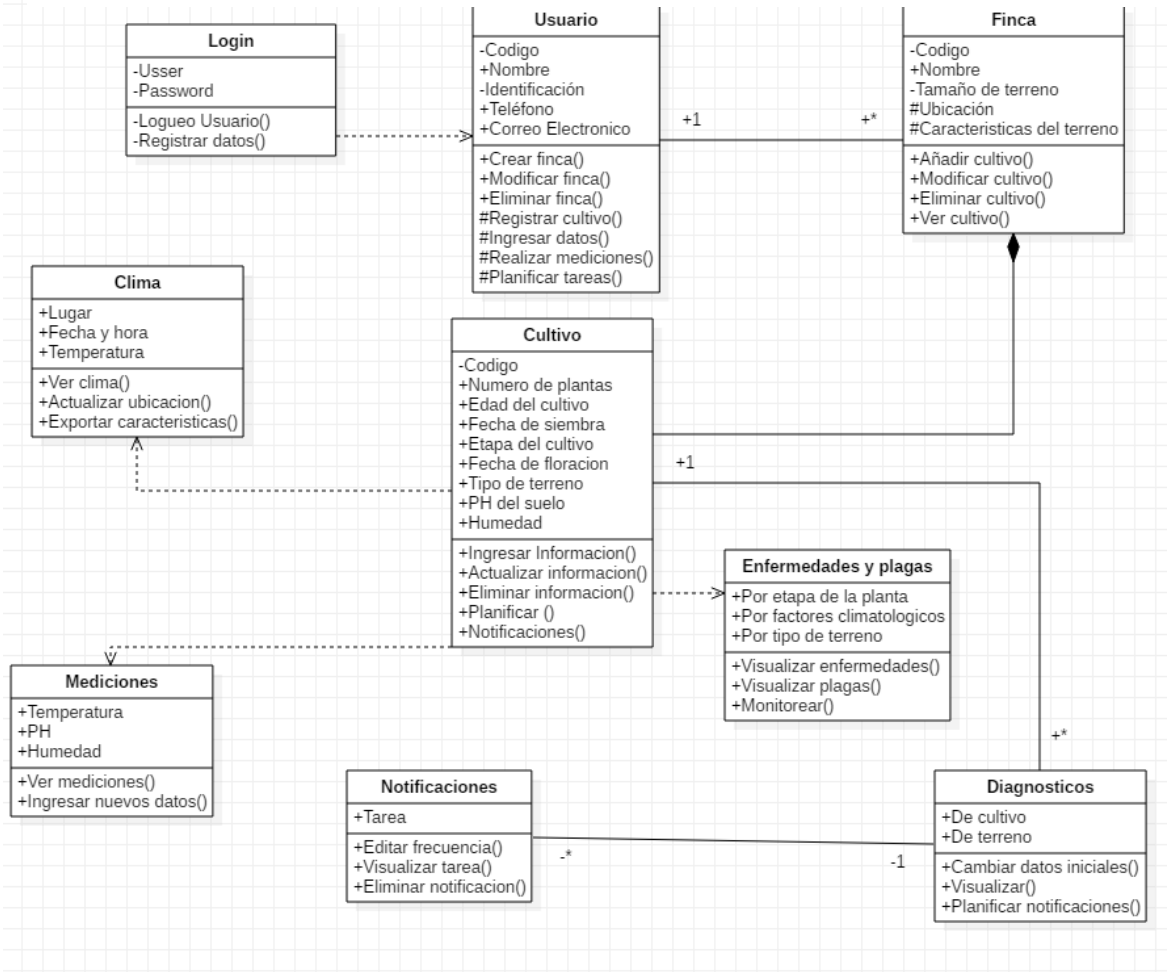 Login
-Usser
-Password
-Logueo Usuario()
-Registrar datos()
Usuario
-Codigo
+Nombre
-Identificación
+Teléfono
+Correo Electronico
+Crear finca()
+Modificar finca()
+Eliminar finca()
#Registrar cultivo()
#Ingresar datos()
#Realizar mediciones()
#Planificar tareas()
+1
+*
Finca
-Codigo
+Nombre
-Tamaño de terreno
#Ubicación
#Caracteristicas del terreno
+Añadir cultivo()
+Modificar cultivo()
+Eliminar cultivo()
+Ver cultivo()
Clima
+Lugar
+Fecha y hora
+Temperatura
+Ver clima()
+Actualizar ubicacion()
+Exportar caracteristicas()
Cultivo
-Codigo
+Numero de plantas
+Edad del cultivo
+Fecha de siembra
+Etapa del cultivo
+Fecha de floracion
+Tipo de terreno
+PH del suelo
+Humedad
+Ingresar Informacion()
+Actualizar informacion()
+Eliminar informacion()
+Planificar ()
+Notificaciones()
+1
Enfermedades y plagas
+Por etapa de la planta
+Por factores climatologicos
+Por tipo de terreno
+Visualizar enfermedades()
+Visualizar plagas()
+Monitorear()
+*
Mediciones
+Temperatura
+PH
+Humedad
+Ver mediciones()
+Ingresar nuevos datos()
Notificaciones
+Tarea
+Editar frecuencia()
+Visualizar tarea()
+Eliminar notificacion()
-*
-1
Diagnosticos
+De cultivo
+De terreno
+Cambiar datos iniciales()
+Visualizar()
+Planificar notificaciones()